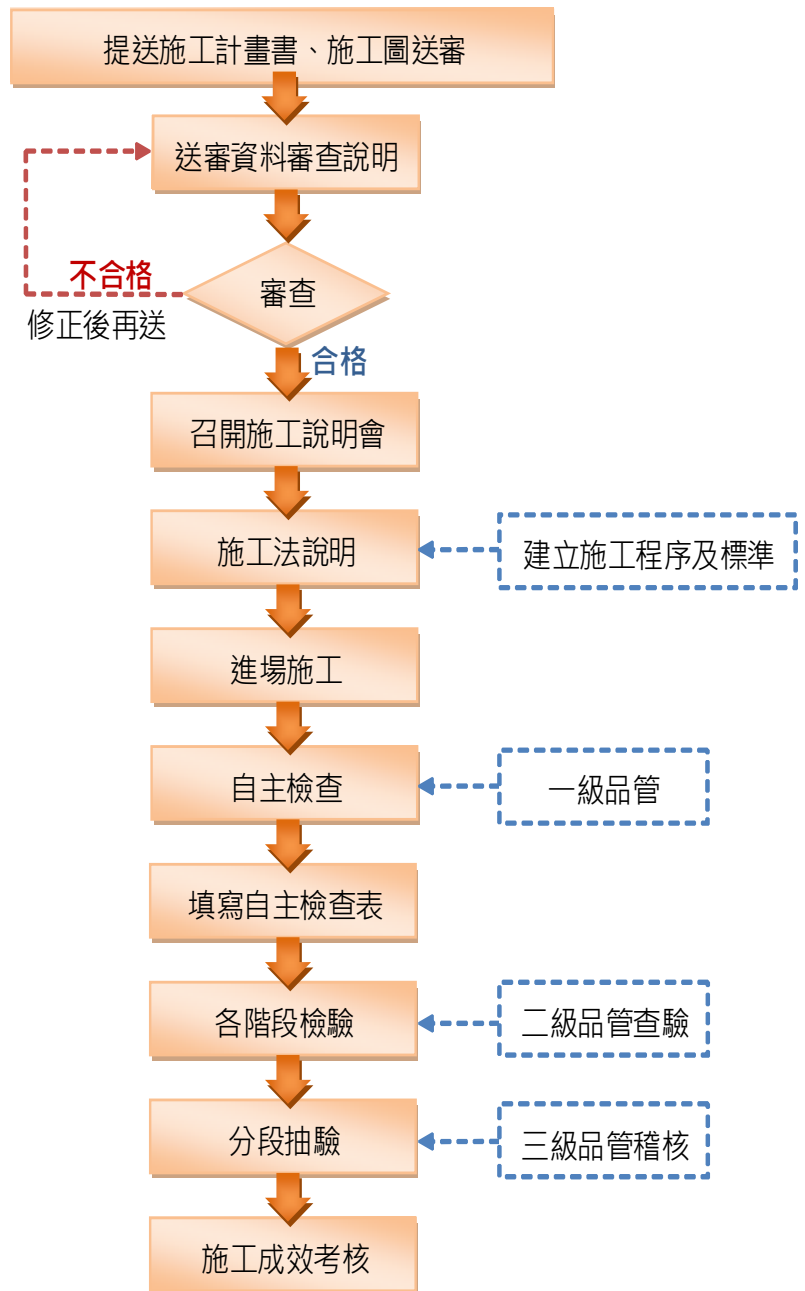 提送施工計畫書、施工圖送審
送審資料審查說明
不合格
審查
修正後再送
合格
召開施工說明會
施工法說明
建立施工程序及標準
進場施工
自主檢查
一級品管
填寫自主檢查表
各階段檢驗
二級品管查驗
分段抽驗
三級品管稽核
施工成效考核